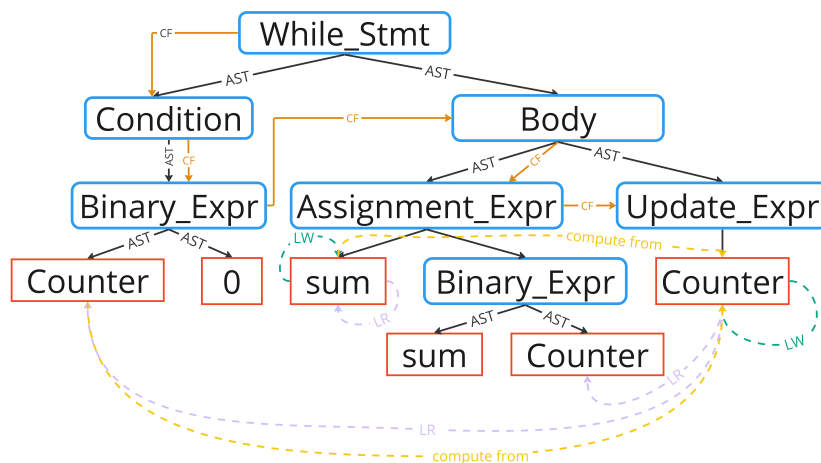 While_Stmt
CF
AST
AST
Condition
Body
AST
CF
CF
AST
CF
AST
Binary_Expr
Assignment_Expr
CF
Update_Expr
AST
AST
LW
compute from
Counter
0
sum
Binary_Expr
Counter
LR
AST
AST
LW
sum
Counter
LR
LR
compute from